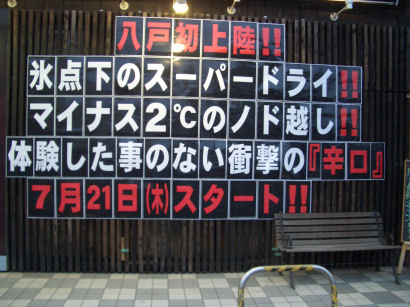 八戸初上陸!!
氷点下のスーパードライ!!
マイナス2℃のノド越し!!
体験した事のない衝撃の『辛口』
7月21日(木)スタート!!